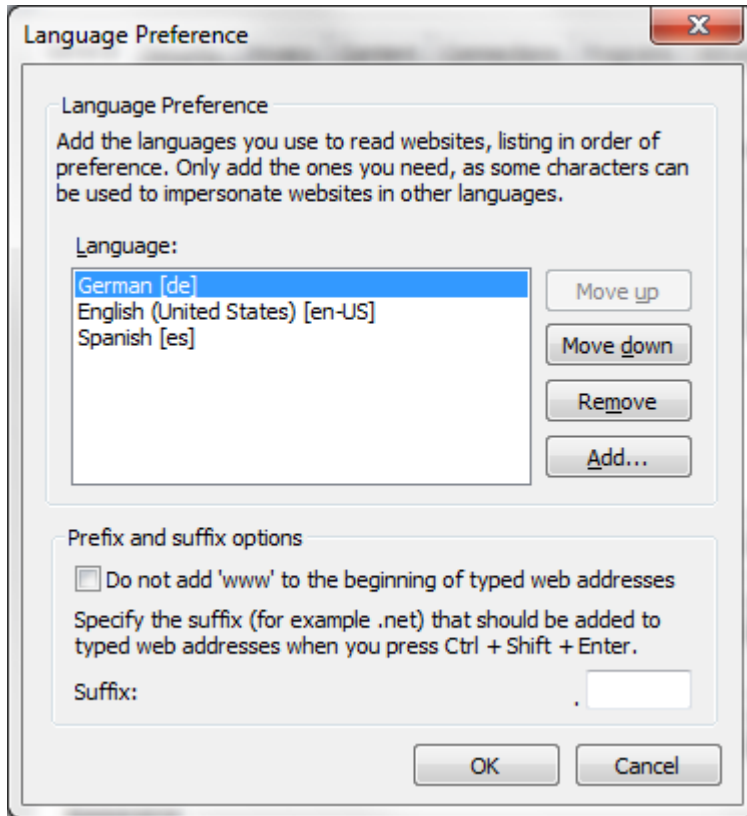 Language Preference
Language Preference
Add the languages you use to read websites, listing in order of
preference. Only add the ones you need, as some characters can
be used to impersonate websites in other languages.
Language:
German [de]
English (United States) [en-US]
Spanish [es]
Move up
Move down
Remove
Add...
Prefix and suffix options
Do not add 'www' to the beginning of typed web addresses
Specify the suffix (for example .net) that should be added to
typed web addresses when you press Ctrl + Shift + Enter.
Suffix: .
OK Cancel